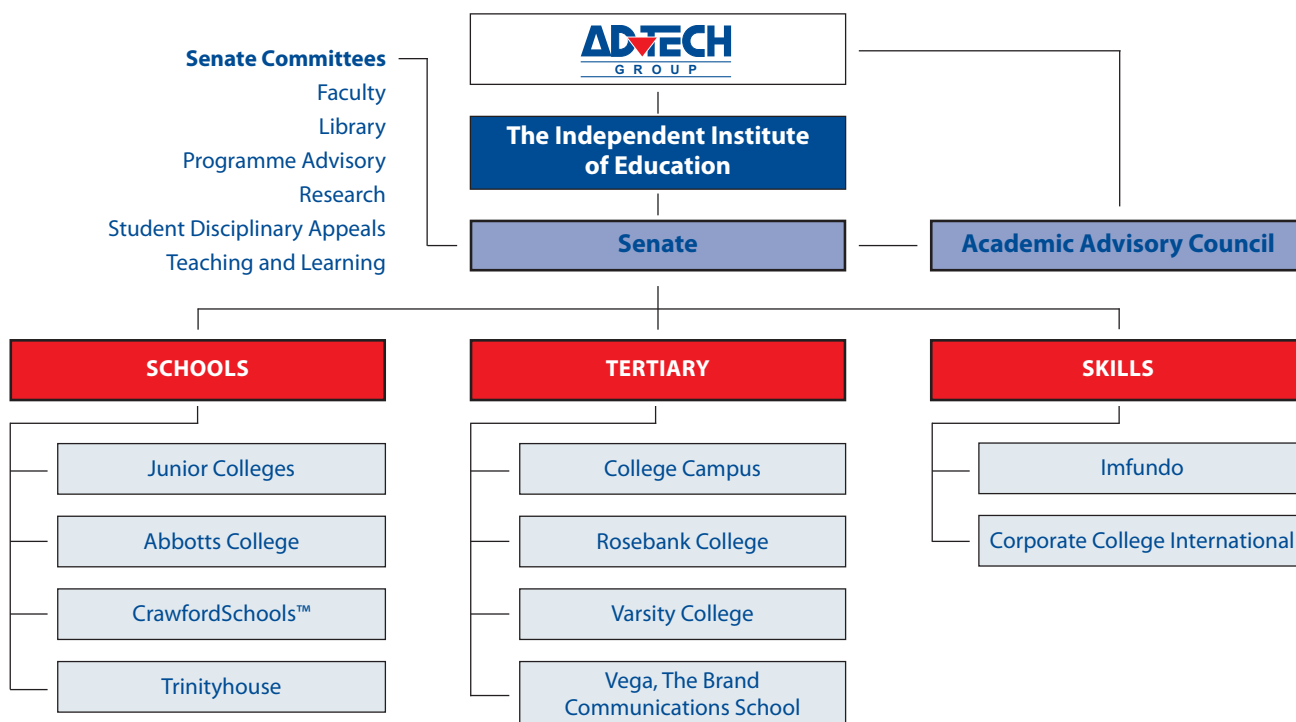 ADTECH
GROUP
Senate Committees
Faculty
Library
Programme Advisory
Research
Student Disciplinary Appeals
Teaching and Learning
The Independent Institute
of Education
Senate
Academic Advisory Council
SCHOOLS
TERTIARY
SKILLS
Junior Colleges
Abbotts College
CrawfordSchools™
Trinityhouse
College Campus
Rosebank College
Varsity College
Vega, The Brand
Communications School
Imfundo
Corporate College International